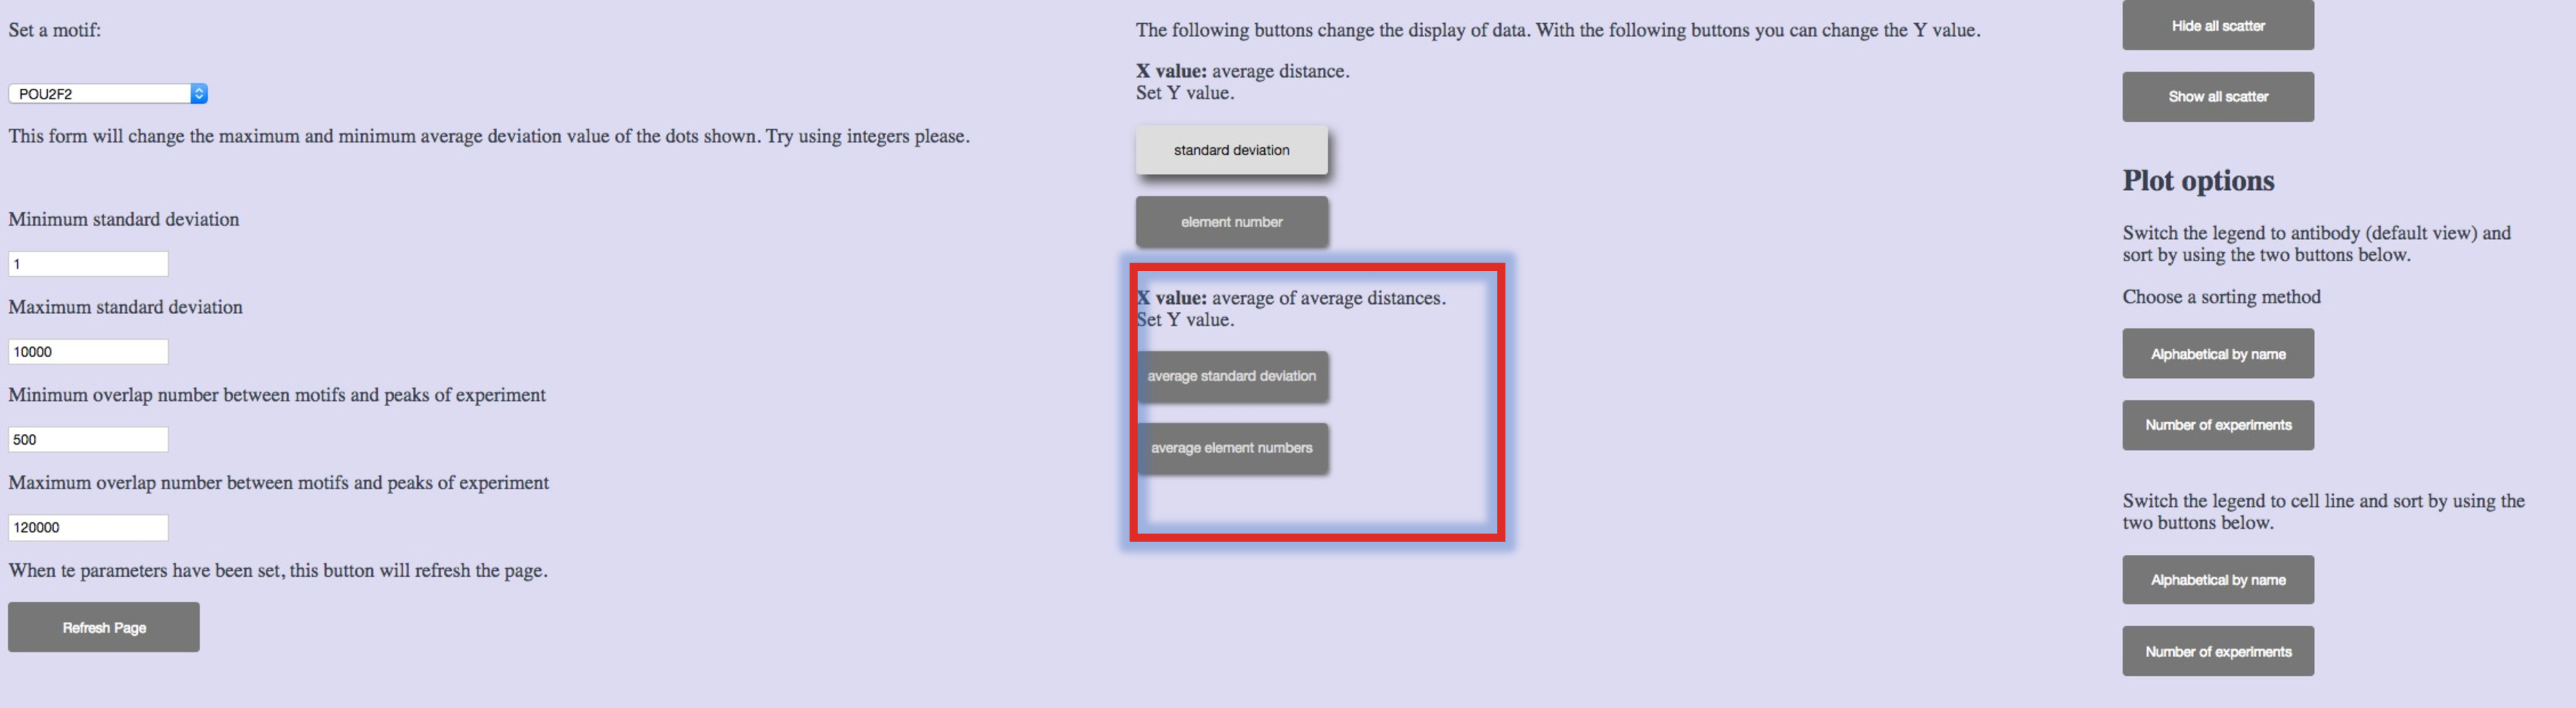 Set a motif:
POU2F2
This form will change the maximum and minimum average deviation value of the dots shown. Try using integers please.
Minimum standard deviation
1
Maximum standard deviation
10000
Minimum overlap number between motifs and peaks of experiment
500
Maximum overlap number between motifs and peaks of experiment
120000
When te parameters have been set, this button will refresh the page.
Refresh Page
The following buttons change the display of data. With the following buttons you can change the Y value.
X value: average distance.
Set Y value.
standard deviation
element number
X value: average of average distances.
Set Y value.
average standard deviation
average element numbers
Hide all scatter
Show all scatter
Plot options
Switch the legend to antibody (default view) and
sort by using the two buttons below.
Choose a sorting method
Alphabetical by name
Number of experiments
Switch the legend to cell line and sort by using the
two buttons below.
Alphabetical by name
Number of experiments